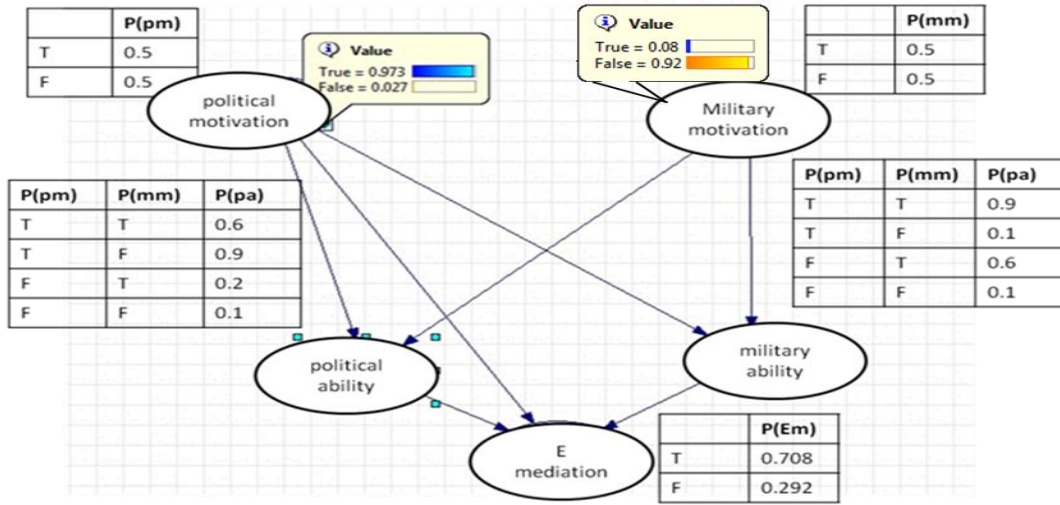 P(pm)
T 0.5
F 0.5
Value
True = 0.973
False = 0.027
Value
True = 0.08
False = 0.92
P(mm)
T 0.5
F 0.5
political
motivation
Military
motivation
P(pm) P(mm) P(pa)
T T 0.6
T F 0.9
F T 0.2
F F 0.1
P(pm) P(mm) P(pa)
T T 0.9
T F 0.1
F T 0.6
F F 0.1
political
ability
military
ability
E
mediation
P(Em)
T 0.708
F 0.292